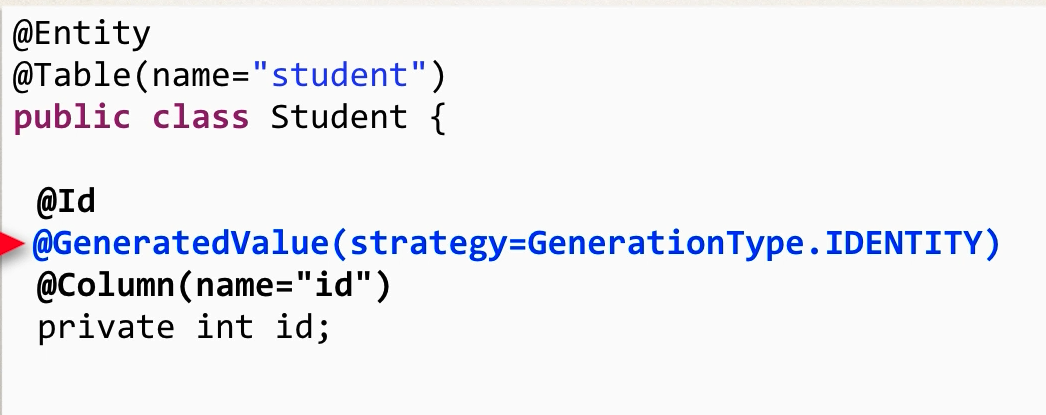 @Entity
@Table(name="student")
public class Student {
@Id
@GeneratedValue(strategy=GenerationType.IDENTITY)
@Column(name="id")
private int id;